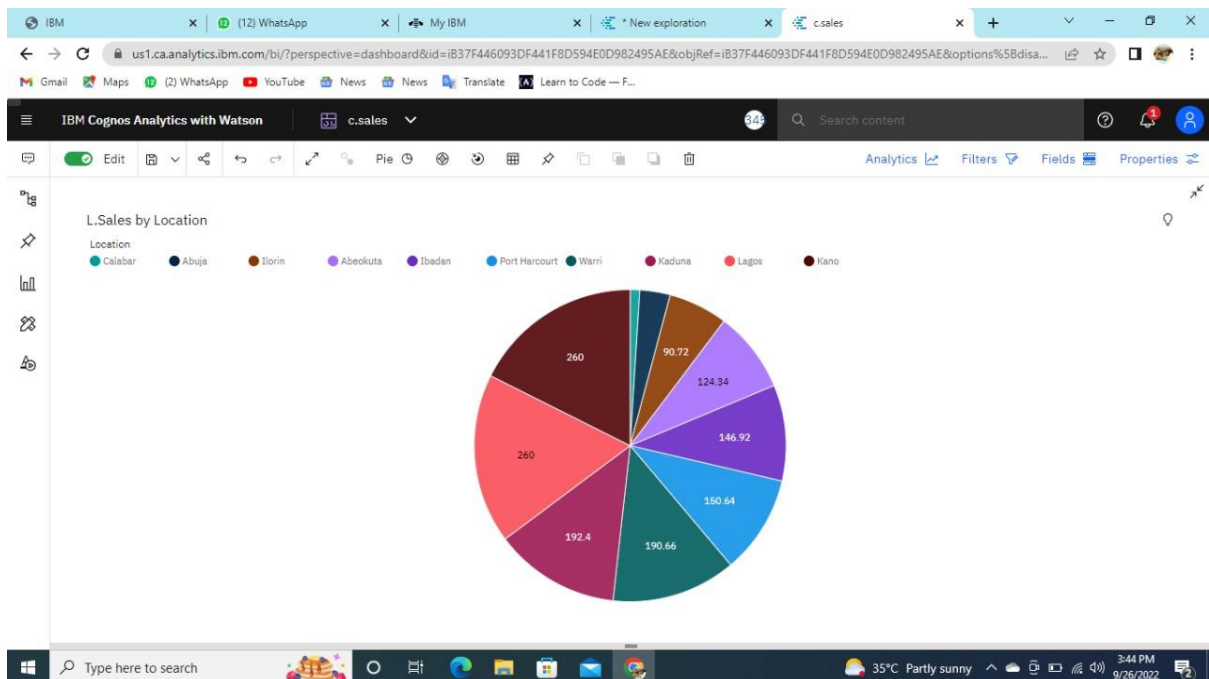 IBM
(12) WhatsApp
My IBM
* New exploration
c.sales
us1.ca.analytics.ibm.com/bi/?perspective=dashboard&id=iB37F446093DF441F8D594E0D982495AE&objRef=iB37F446093DF441F8D594E0D982495AE&options%5Bdisa...
Gmail Maps (2) WhatsApp YouTube News News Translate Learn to Code — F...
IBM Cognos Analytics with Watson c.sales Search content 1
Edit Pie Analytics Filters Fields Properties
L.Sales by Location
Location
Calabar Abuja Ilorin Abeokuta Ibadan Port Harcourt Warri Kaduna Lagos Kano
260
90.72
124.34
146.92
260
150.64
192.4
190.66
Type here to search 35°C Partly sunny 3:44 PM
9/26/2022 2